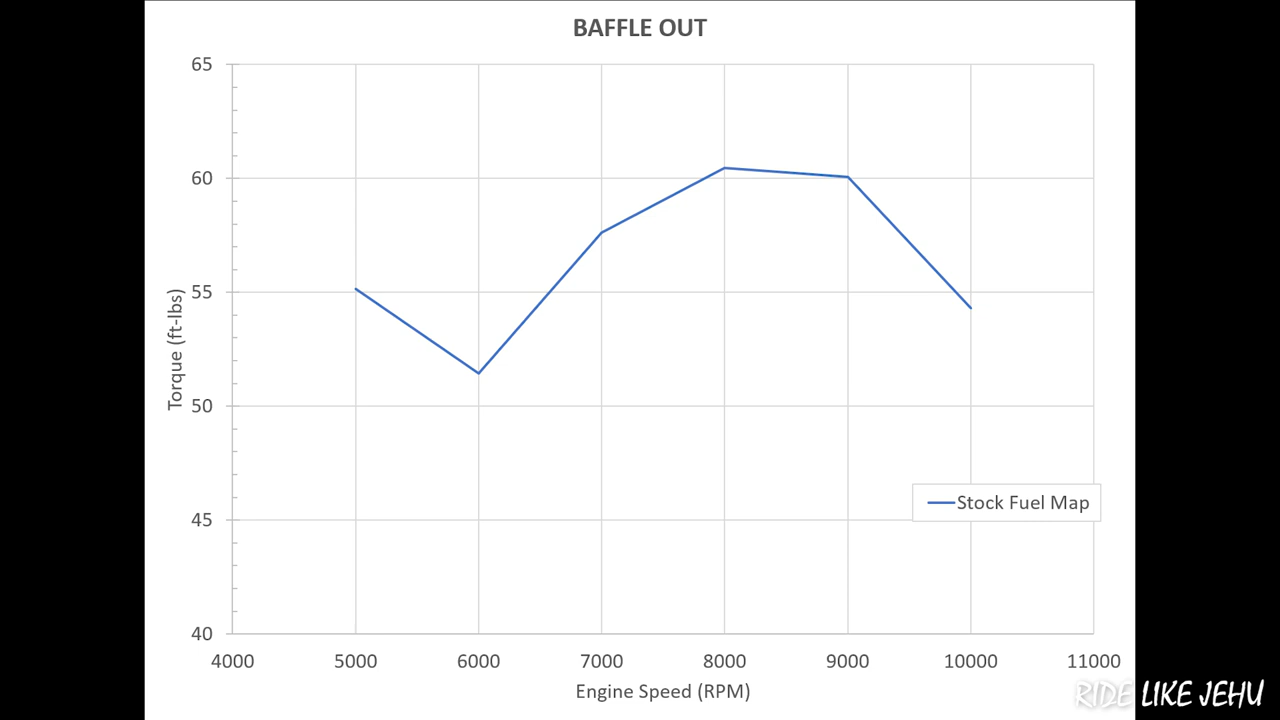 BAFFLE OUT
65
60
55
50
45
40
Torque (ft-lbs)
Stock Fuel Map
4000 5000 6000 7000 8000 9000 10000 11000
Engine Speed (RPM)
RIDE LIKE JEHU